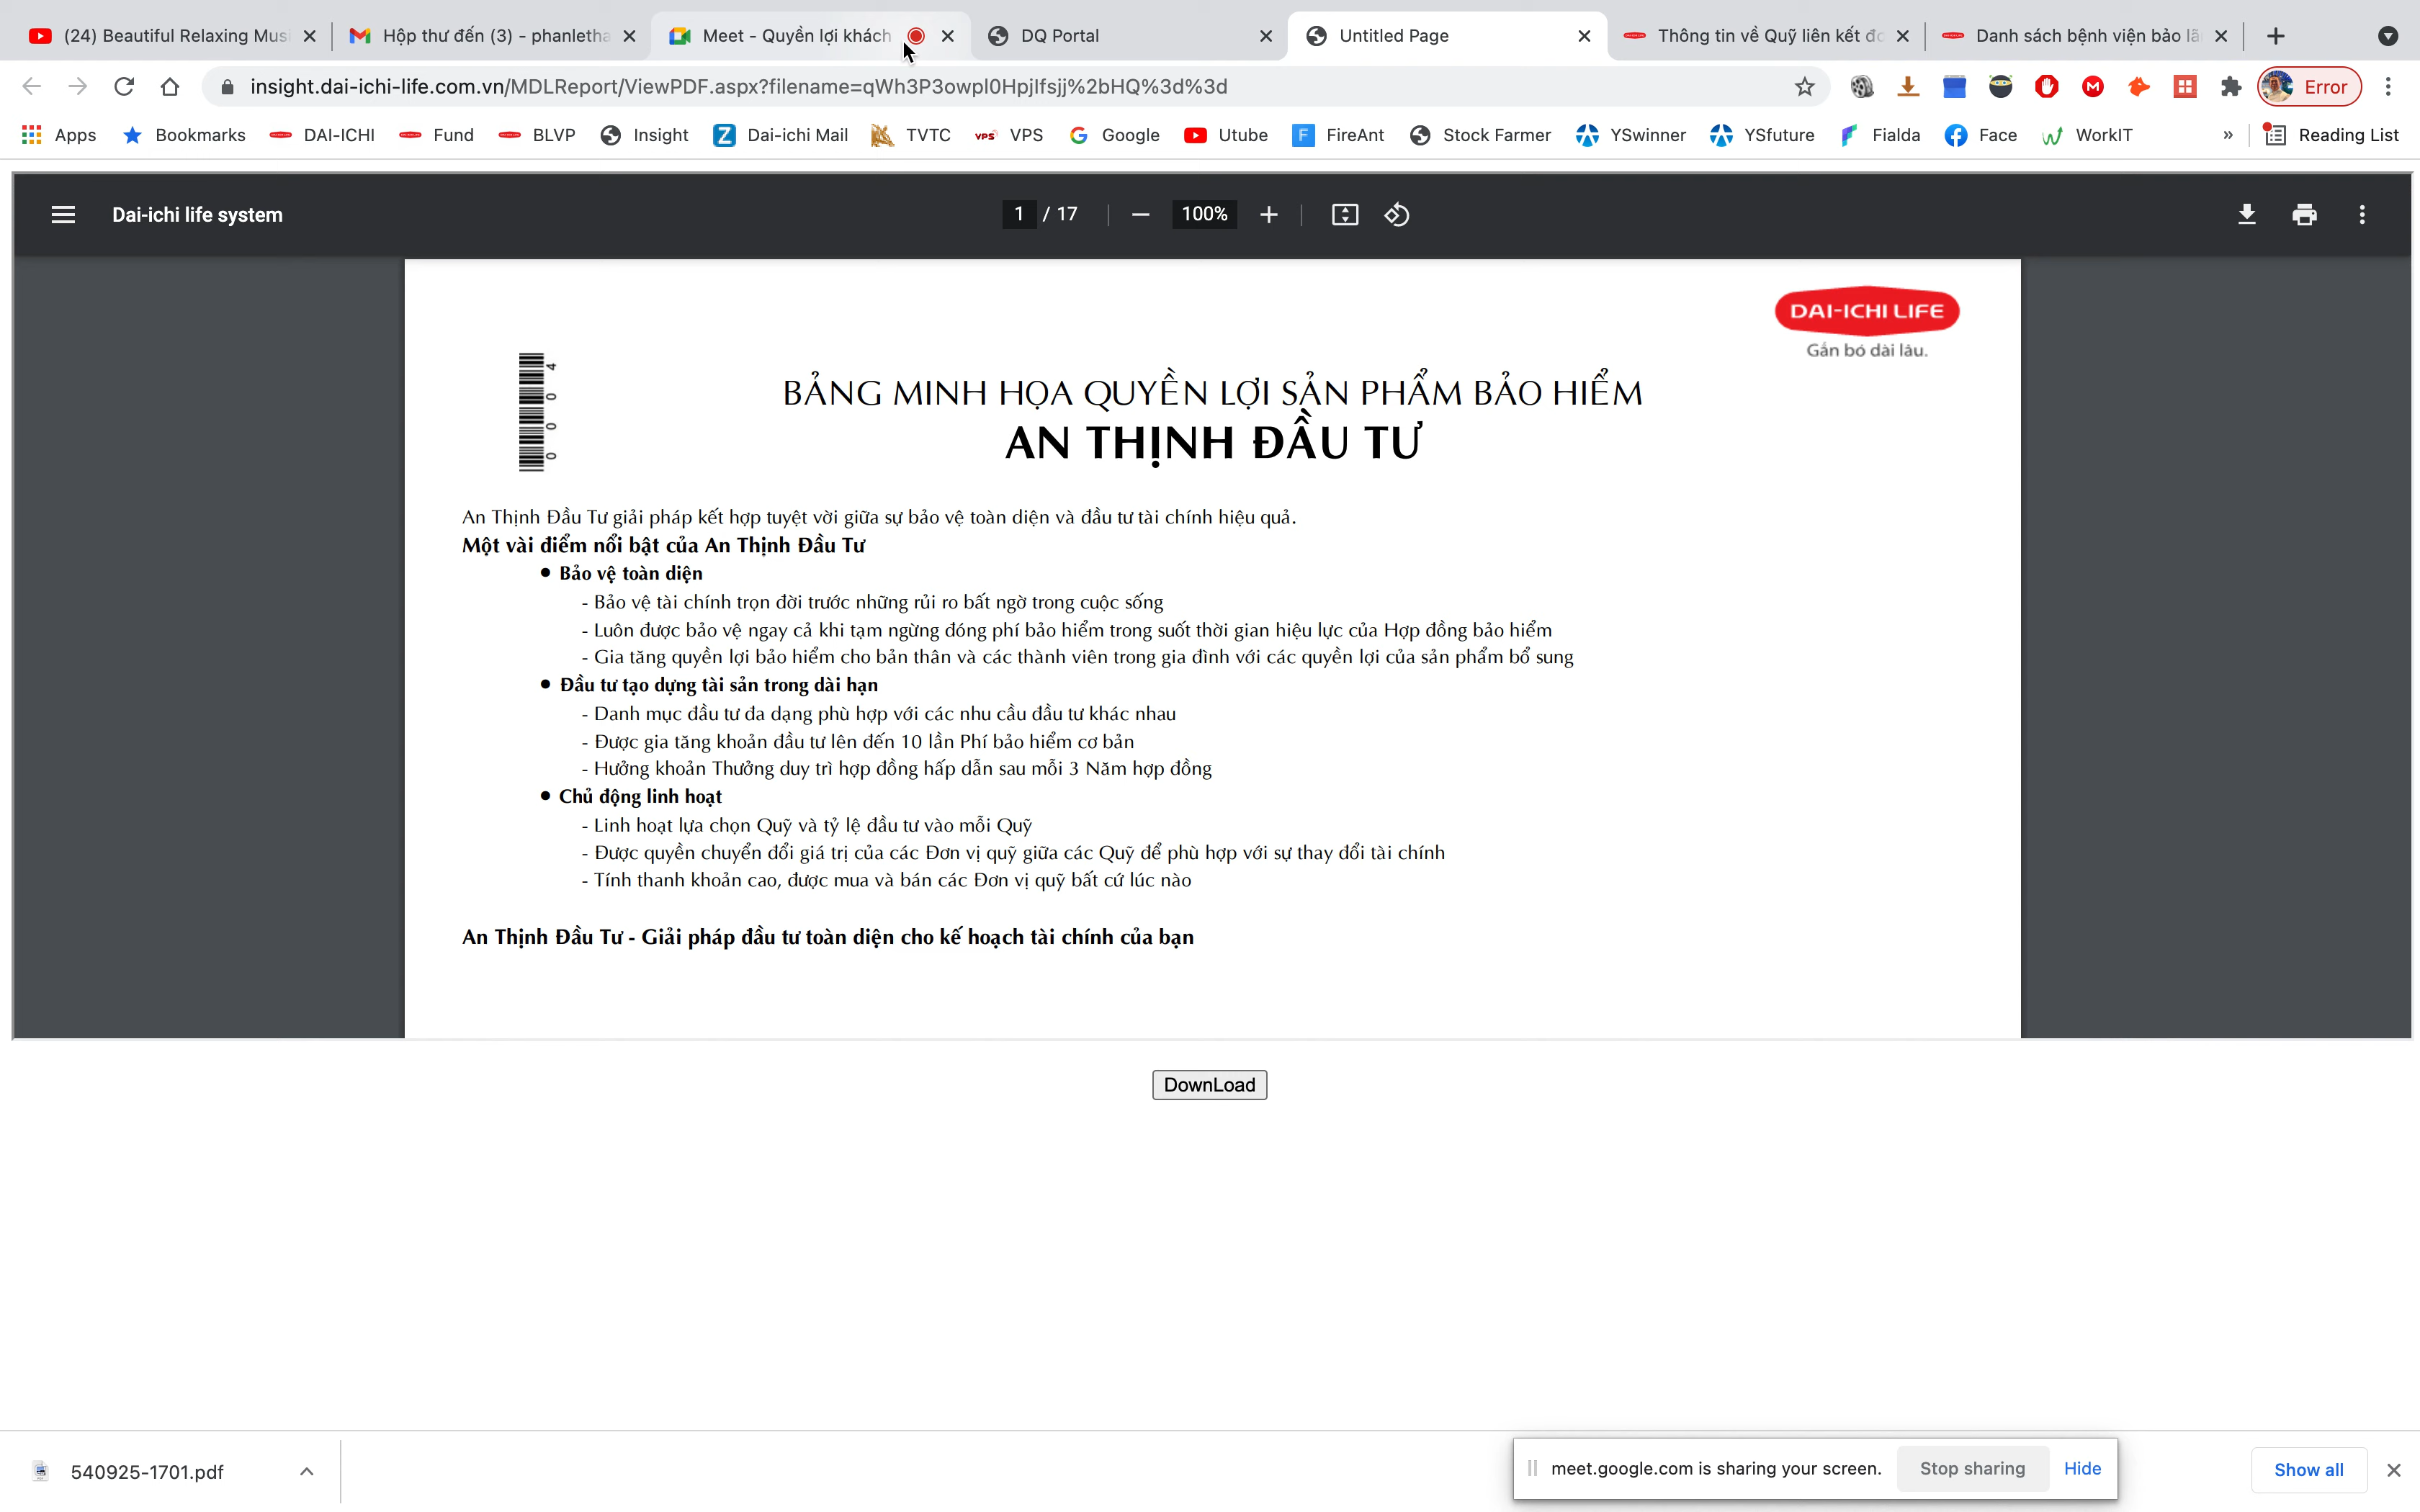 (24) Beautiful Relaxing Musi
Hộp thư đến (3) - phanletha
Meet - Quyền lợi khách
DQ Portal
Untitled Page
Thông tin về Quỹ liên kết đơ
Danh sách bệnh viện bảo lã
insight.dai-ichi-life.com.vn/MDLReport/ViewPDF.aspx?filename=qWh3P3owpl0HpjIfsjj%2bHQ%3d%3d
Error
Apps
Bookmarks
DAI-ICHI
Fund
BLVP
Insight
Dai-ichi Mail
TVTC
VPS
Google
Utube
FireAnt
Stock Farmer
YSwinner
YSfuture
Fialda
Face
WorkIT
»
Reading List
Dai-ichi life system
1 / 17
100%
DAI-ICHI LIFE
Gắn bó dài lâu.
0004
BẢNG MINH HỌA QUYỀN LỢI SẢN PHẨM BẢO HIỂM
AN THỊNH ĐẦU TƯ
An Thịnh Đầu Tư giải pháp kết hợp tuyệt vời giữa sự bảo vệ toàn diện và đầu tư tài chính hiệu quả.
Một vài điểm nổi bật của An Thịnh Đầu Tư
• Bảo vệ toàn diện
- Bảo vệ tài chính trọn đời trước những rủi ro bất ngờ trong cuộc sống
- Luôn được bảo vệ ngay cả khi tạm ngừng đóng phí bảo hiểm trong suốt thời gian hiệu lực của Hợp đồng bảo hiểm
- Gia tăng quyền lợi bảo hiểm cho bản thân và các thành viên trong gia đình với các quyền lợi của sản phẩm bổ sung
• Đầu tư tạo dựng tài sản trong dài hạn
- Danh mục đầu tư đa dạng phù hợp với các nhu cầu đầu tư khác nhau
- Được gia tăng khoản đầu tư lên đến 10 lần Phí bảo hiểm cơ bản
- Hưởng khoản Thưởng duy trì hợp đồng hấp dẫn sau mỗi 3 Năm hợp đồng
• Chủ động linh hoạt
- Linh hoạt lựa chọn Quỹ và tỷ lệ đầu tư vào mỗi Quỹ
- Được quyền chuyển đổi giá trị của các Đơn vị quỹ giữa các Quỹ để phù hợp với sự thay đổi tài chính
- Tính thanh khoản cao, được mua và bán các Đơn vị quỹ bất cứ lúc nào
An Thịnh Đầu Tư - Giải pháp đầu tư toàn diện cho kế hoạch tài chính của bạn
DownLoad
540925-1701.pdf
meet.google.com is sharing your screen.
Stop sharing
Hide
Show all